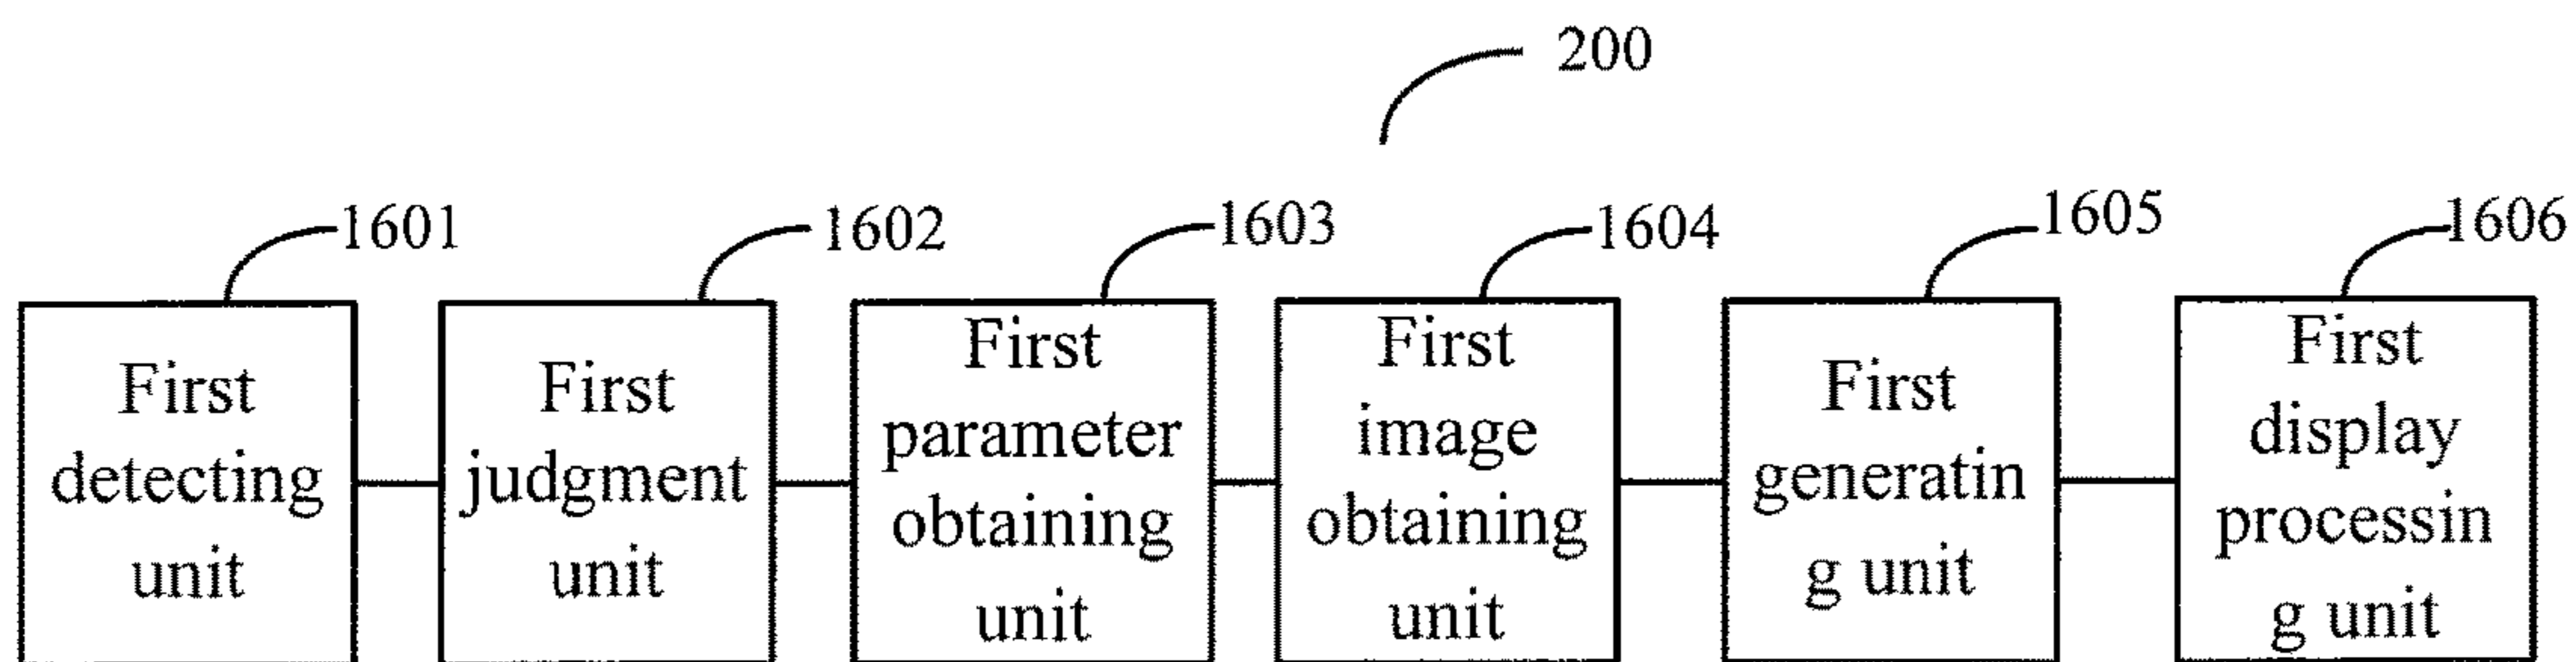 200
1601
1602
1603
1604
1605
1606
First
detecting
unit
First
judgment
unit
First
parameter
obtaining
unit
First
image
obtaining
unit
First
generatin
g unit
First
display
processin
g unit